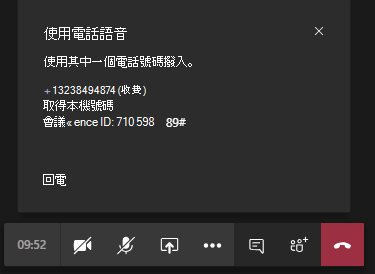 使用電話語音
使用其中一個電話號碼撥入。
+13238494874 (收費)
取得本機號碼
會議«ence ID: 710 598 89#
回電
09:52